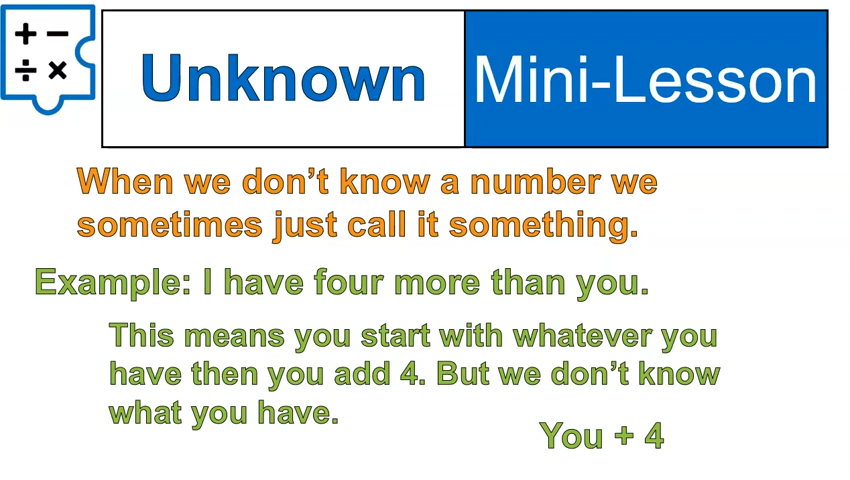 + −
÷ ×
Unknown Mini-Lesson
When we don’t know a number we
sometimes just call it something.
Example: I have four more than you.
This means you start with whatever you
have then you add 4. But we don’t know
what you have.
You + 4